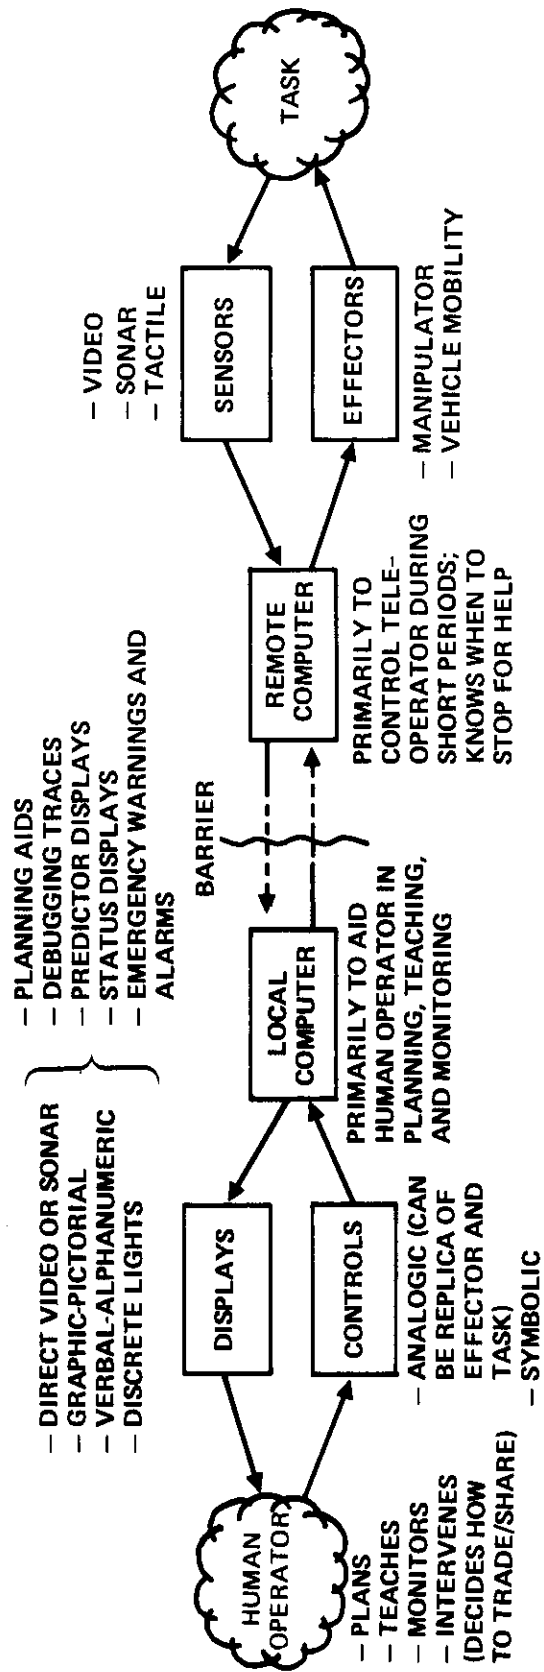 – DIRECT VIDEO OR SONAR
– GRAPHIC-PICTORIAL
– VERBAL-ALPHANUMERIC
– DISCRETE LIGHTS
– PLANNING AIDS
– DEBUGGING TRACES
– PREDICTOR DISPLAYS
– STATUS DISPLAYS
– EMERGENCY WARNINGS AND
ALARMS
– VIDEO
– SONAR
– TACTILE
HUMAN
OPERATOR
DISPLAYS
CONTROLS
LOCAL
COMPUTER
BARRIER
REMOTE
COMPUTER
SENSORS
EFFECTORS
TASK
– PLANS
– TEACHES
– MONITORS
– INTERVENES
(DECIDES HOW
TO TRADE/SHARE)
– ANALOGIC (CAN
BE REPLICA OF
EFFECTOR AND
TASK)
– SYMBOLIC
PRIMARILY TO AID
HUMAN OPERATOR IN
PLANNING, TEACHING,
AND MONITORING
PRIMARILY TO
CONTROL TELE-
OPERATOR DURING
SHORT PERIODS;
KNOWS WHEN TO
STOP FOR HELP
– MANIPULATOR
– VEHICLE MOBILITY